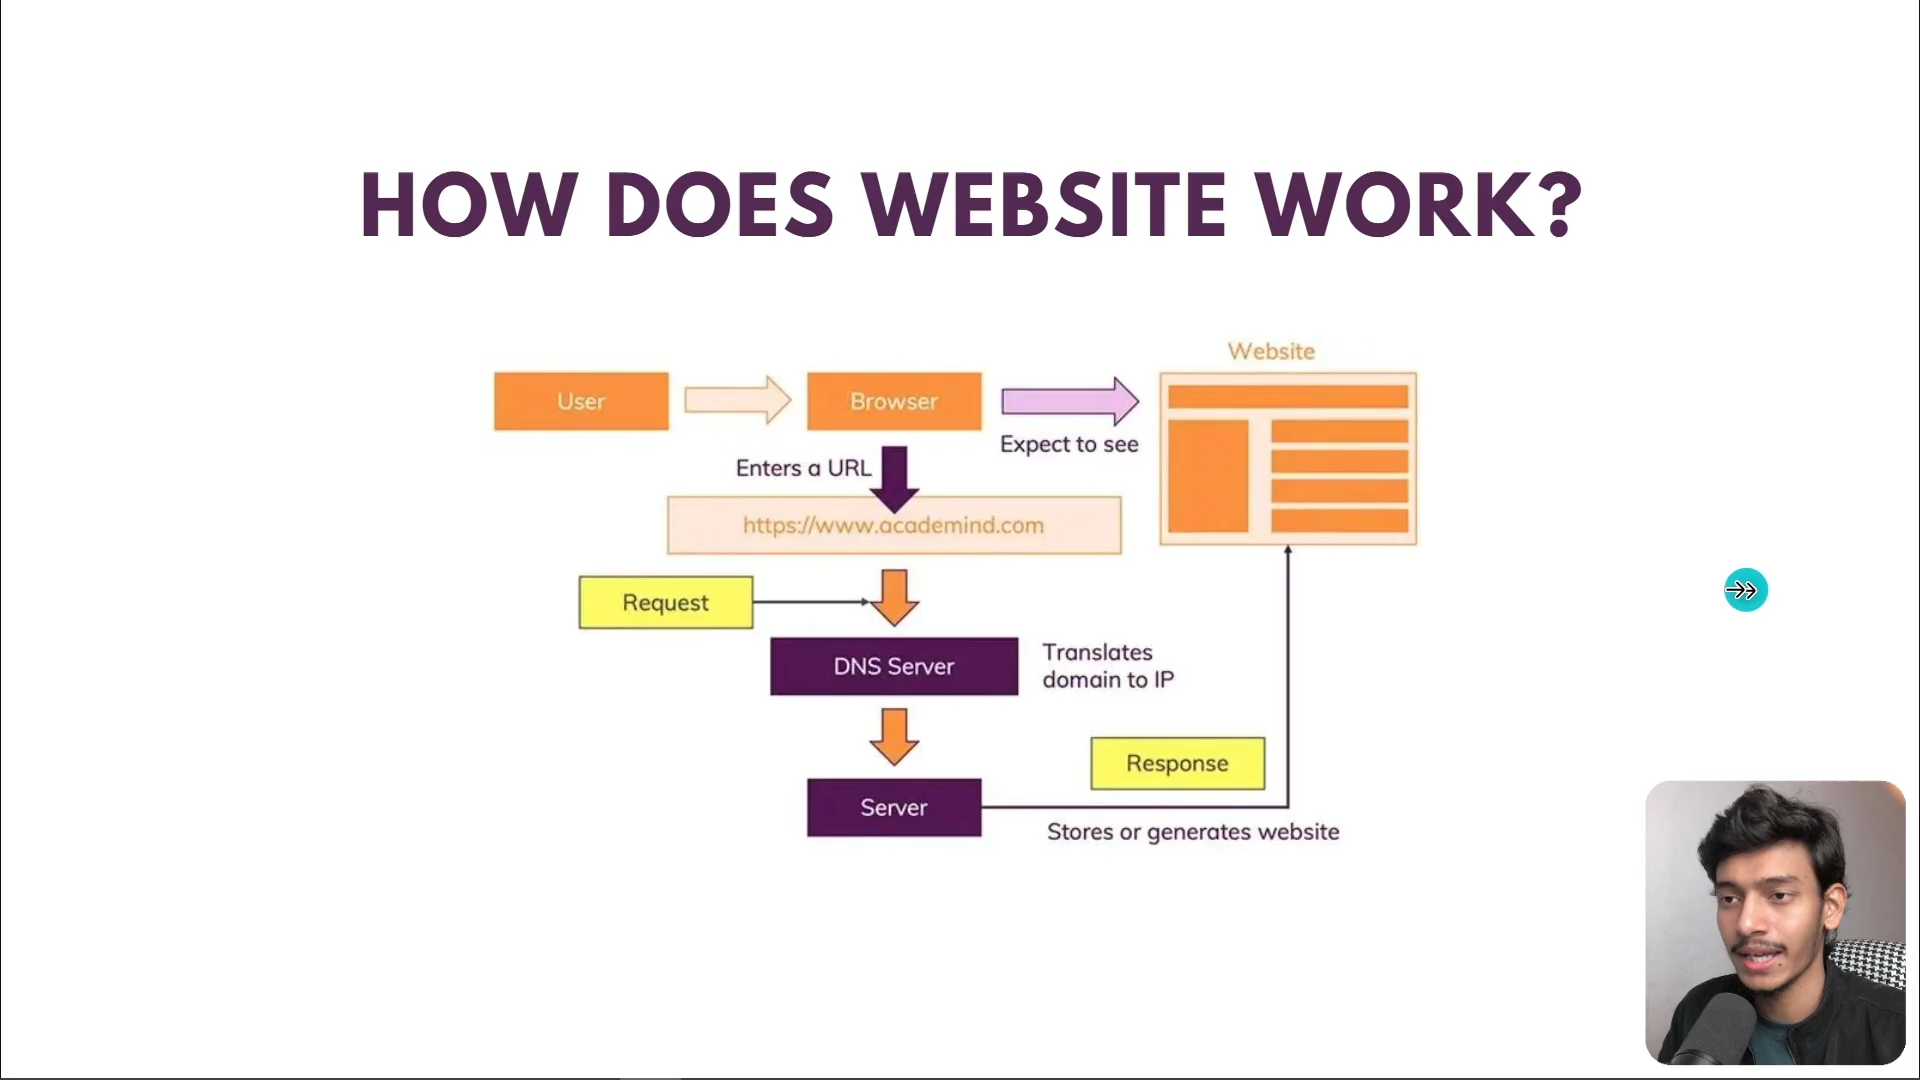 HOW DOES WEBSITE WORK?
Website
User
Browser
Expect to see
Enters a URL
https://www.academind.com
Request
DNS Server
Translates
domain to IP
Response
Server
Stores or generates website